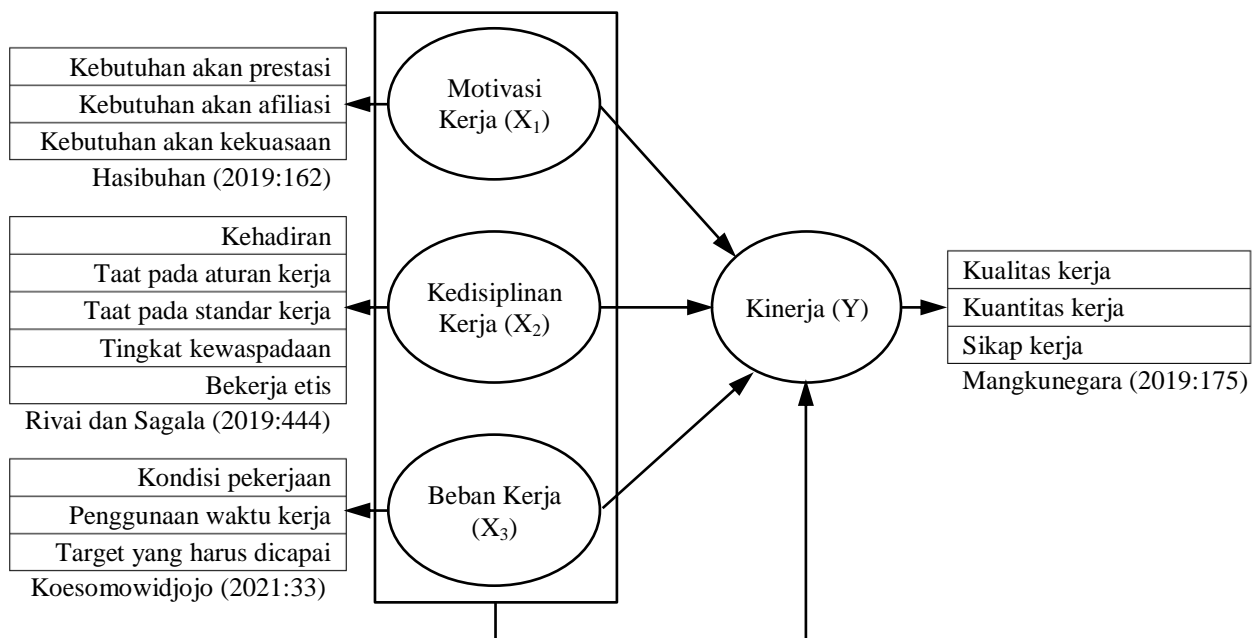 Kebutuhan akan prestasi
Kebutuhan akan afiliasi
Kebutuhan akan kekuasaan
Hasibuhan (2019:162)
Motivasi
Kerja (X₁)
Kehadiran
Taat pada aturan kerja
Taat pada standar kerja
Tingkat kewaspadaan
Bekerja etis
Rivai dan Sagala (2019:444)
Kedisiplinan
Kerja (X₂)
Kinerja (Y)
Kualitas kerja
Kuantitas kerja
Sikap kerja
Mangkunegara (2019:175)
Kondisi pekerjaan
Penggunaan waktu kerja
Target yang harus dicapai
Koesomowidjojo (2021:33)
Beban Kerja
(X₃)